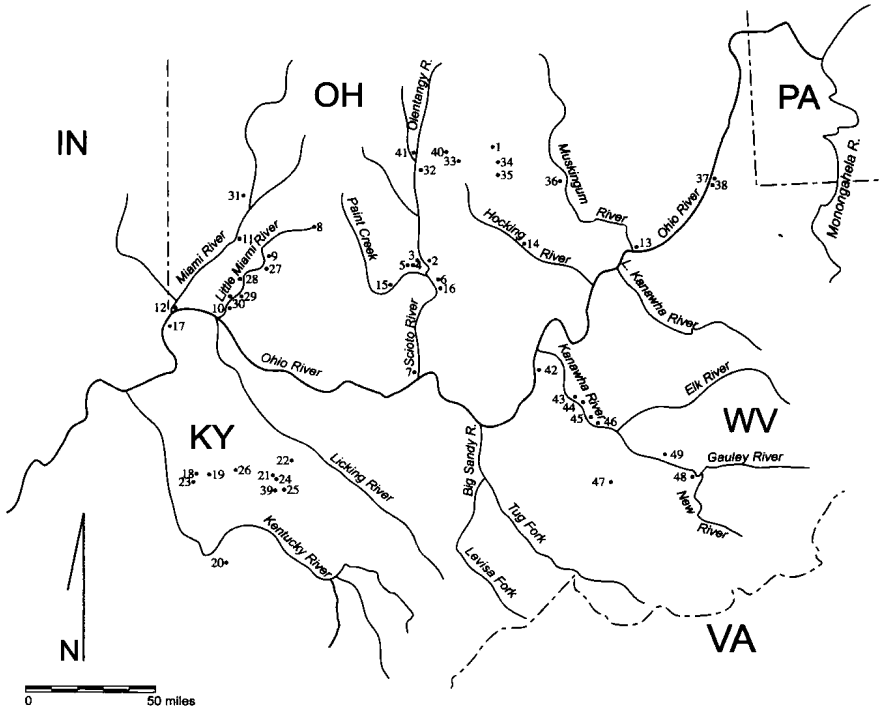 OH
PA
IN
Olentangy R.
Muskingum
River
Monongahela R.
Ohio River
Paint Creek
Hocking
River
Miami River
Little Miami River
L. Kanawha River
Scioto River
Ohio River
Kanawha River
Elk River
WV
KY
Licking River
Big Sandy R.
Gauley River
New
River
Tug Fork
Kentucky River
Levisa Fork
VA
N
0 50 miles
1
41
40
33
34
32
35
36
37
38
31
8
11
9
27
28
14
13
3
2
5
4
15
6
16
29
10
30
12
17
7
42
43
44
45
46
49
48
47
22
18
19
26
21
24
23
39
25
20